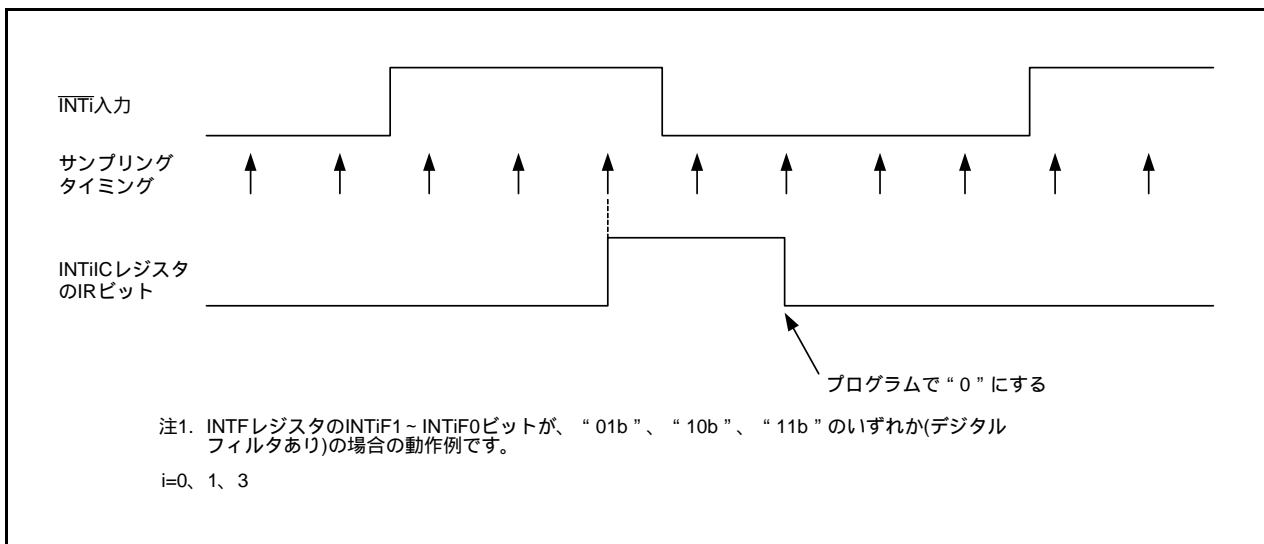 INTi入力
サンプリング
タイミング
INTiICレジスタ
のIRビット
プログラムで“0”にする
注1. INTFレジスタのINTiF1~INTiF0ビットが、“01b”、“10b”、“11b”のいずれか(デジタル
フィルタあり)の場合の動作例です。
i=0、1、3